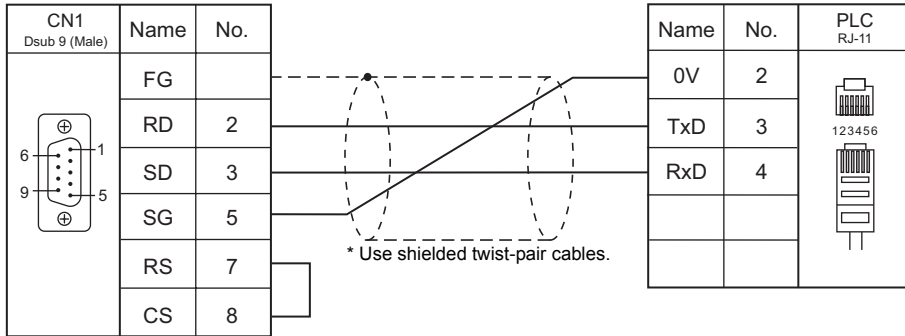 CN1
Dsub 9 (Male)
Name No.
FG
RD 2
SD 3
SG 5
RS 7
CS 8
6 1
9 5
* Use shielded twist-pair cables.
Name No.
0V 2
TxD 3
RxD 4
PLC
RJ-11
123456